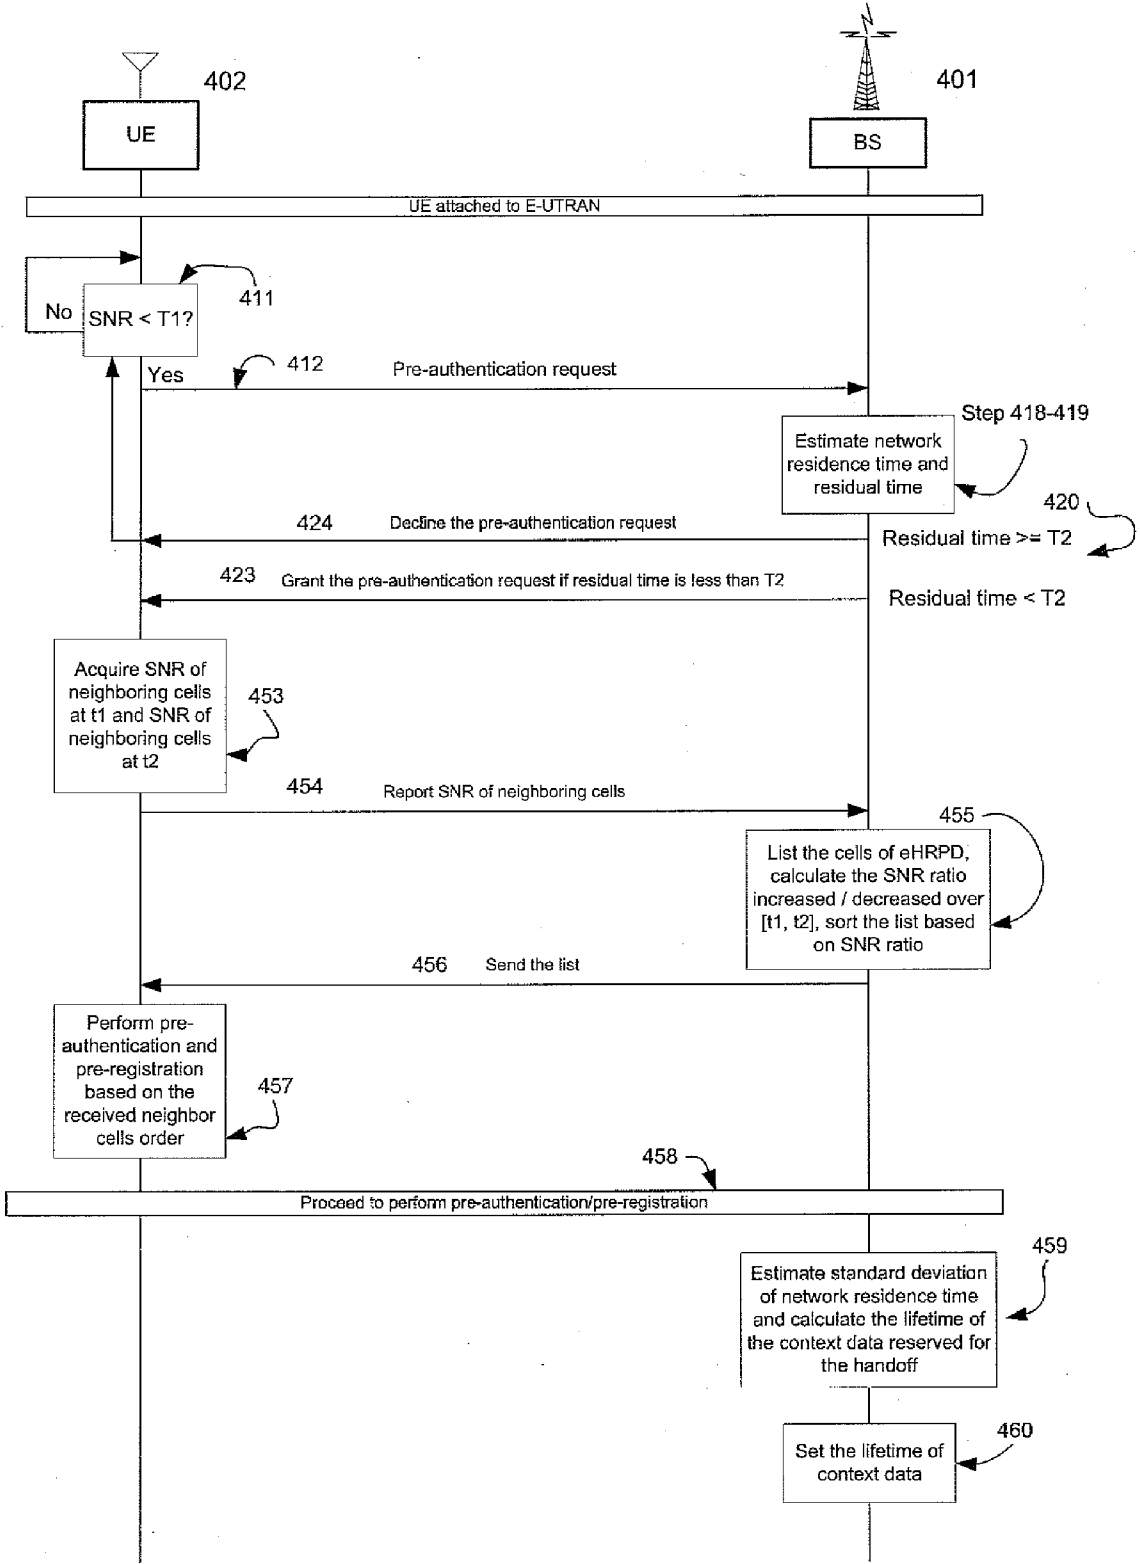 402
401
UE
BS
UE attached to E-UTRAN
411
No
SNR < T1?
412
Yes
Pre-authentication request
Step 418-419
Estimate network
residence time and
residual time
420
424
Decline the pre-authentication request
Residual time >= T2
423
Grant the pre-authentication request if residual time is less than T2
Residual time < T2
Acquire SNR of
neighboring cells
at t1 and SNR of
neighboring cells
at t2
453
454
Report SNR of neighboring cells
455
List the cells of eHRPD,
calculate the SNR ratio
increased / decreased over
[t1, t2], sort the list based
on SNR ratio
456
Send the list
Perform pre-
authentication and
pre-registration
based on the
received neighbor
cells order
457
458
Proceed to perform pre-authentication/pre-registration
459
Estimate standard deviation
of network residence time
and calculate the lifetime of
the context data reserved for
the handoff
460
Set the lifetime of
context data